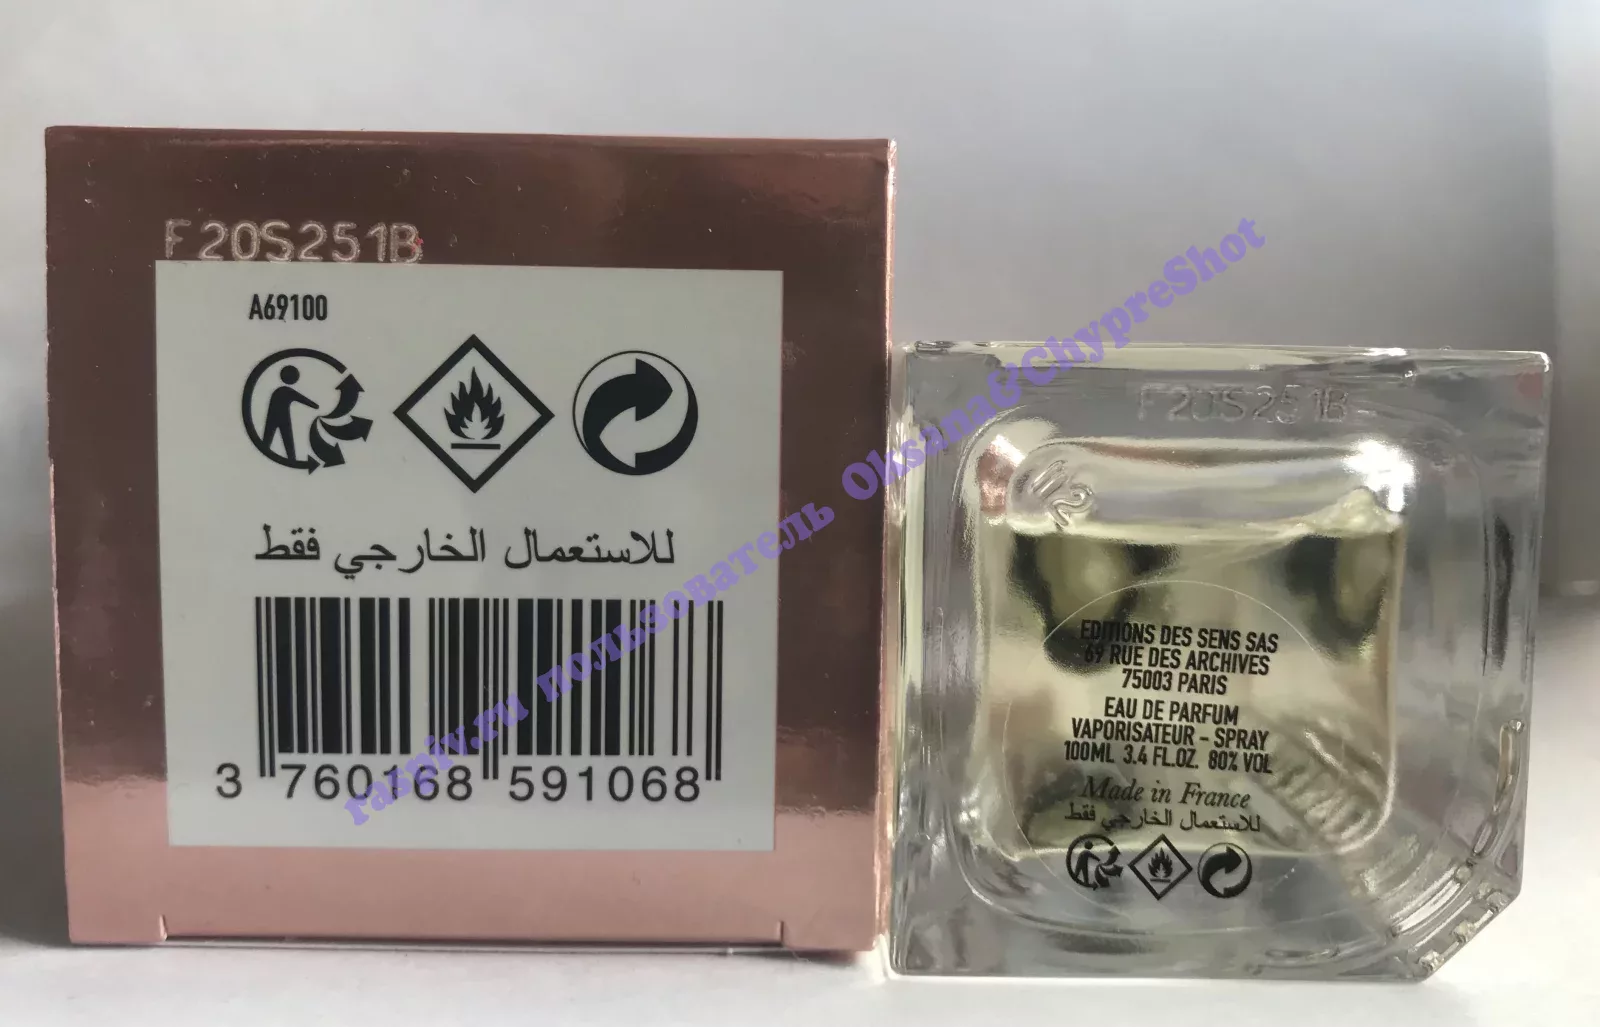 F20S251B
A69100
للاستعمال الخارجي فقط
3 760168 591068
F20S251B
EDITIONS DES SENS SAS
69 RUE DES ARCHIVES
75003 PARIS
EAU DE PARFUM
VAPORISATEUR - SPRAY
100ML 3.4 FL.OZ. 80% VOL
Made in France
للاستعمال الخارجي فقط
raspiv.ru пользователь Oksana&ChypreShot